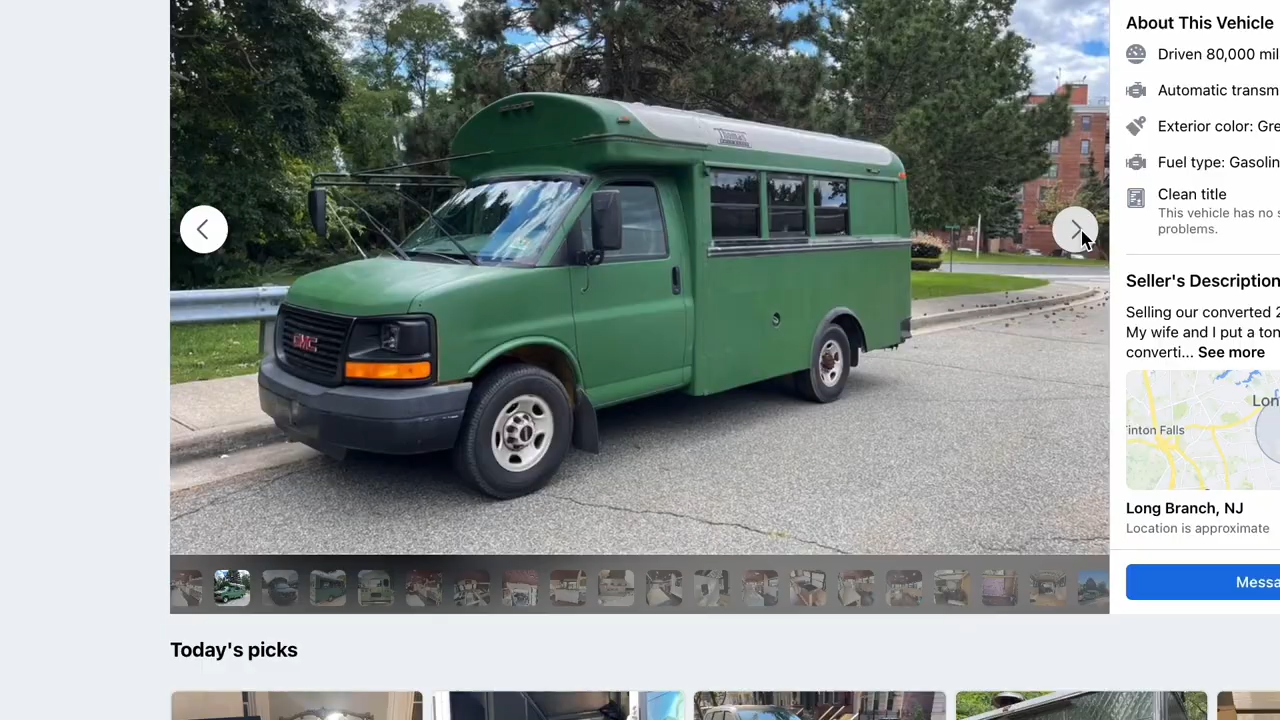 About This Vehicle
Driven 80,000 mil
Automatic transm
Exterior color: Gre
Fuel type: Gasolin
Clean title
This vehicle has no
problems.
Thomas
GMC
Seller's Description
Selling our converted 2
My wife and I put a ton
converti... See more
Lon
inton Falls
Long Branch, NJ
Location is approximate
Messa
Today's picks